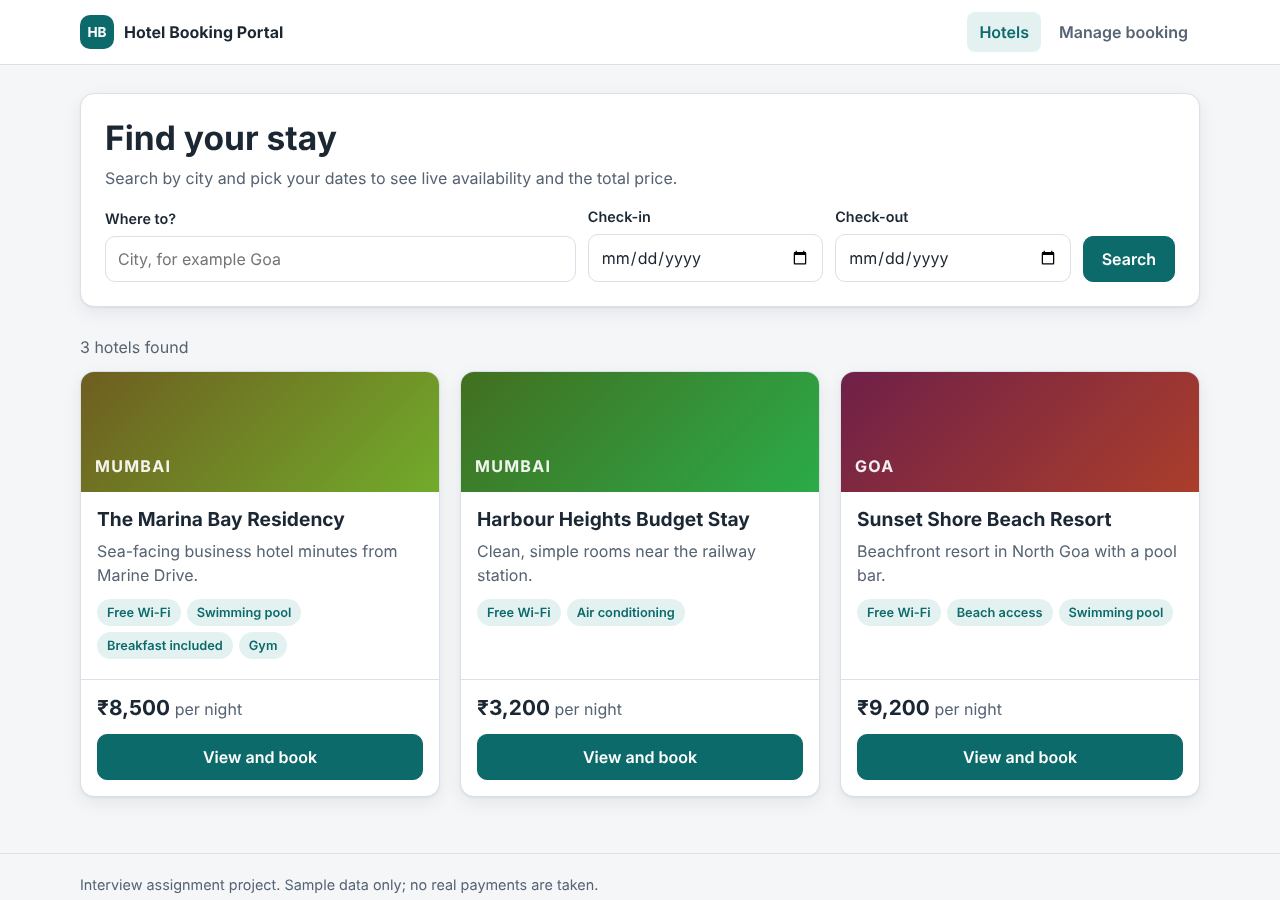 HB Hotel Booking Portal
Hotels
Manage booking
Find your stay
Search by city and pick your dates to see live availability and the total price.
Where to?
City, for example Goa
Check-in
mm/dd/yyyy
Check-out
mm/dd/yyyy
Search
3 hotels found
MUMBAI
The Marina Bay Residency
Sea-facing business hotel minutes from
Marine Drive.
Free Wi-Fi
Swimming pool
Breakfast included
Gym
₹8,500 per night
View and book
MUMBAI
Harbour Heights Budget Stay
Clean, simple rooms near the railway
station.
Free Wi-Fi
Air conditioning
₹3,200 per night
View and book
GOA
Sunset Shore Beach Resort
Beachfront resort in North Goa with a pool
bar.
Free Wi-Fi
Beach access
Swimming pool
₹9,200 per night
View and book
Interview assignment project. Sample data only; no real payments are taken.